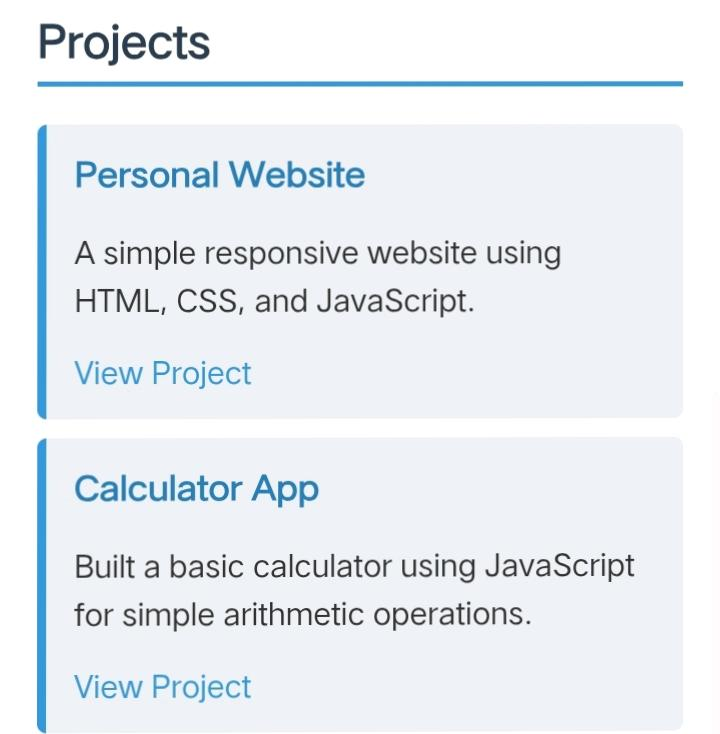 Projects
Personal Website
A simple responsive website using
HTML, CSS, and JavaScript.
View Project
Calculator App
Built a basic calculator using JavaScript
for simple arithmetic operations.
View Project